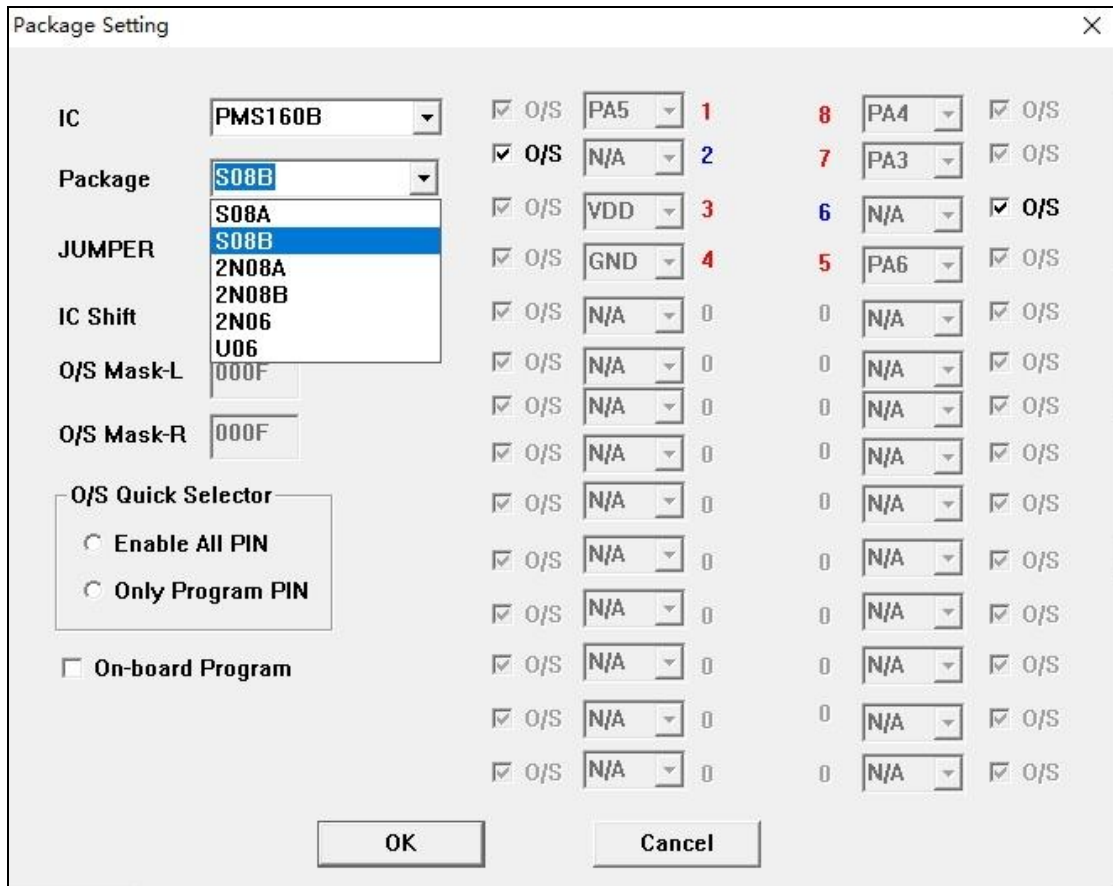 Package Setting
IC PMS160B O/S PA5 1 8 PA4 O/S
O/S N/A 2 7 PA3 O/S
Package S08B
S08A O/S VDD 3 6 N/A O/S
S08B
JUMPER O/S GND 4 5 PA6 O/S
2N08A
2N08B
IC Shift O/S N/A 0 0 N/A O/S
2N06
U06
O/S Mask-L 000F O/S N/A 0 0 N/A O/S
O/S N/A 0 0 N/A O/S
O/S Mask-R 000F O/S N/A 0 0 N/A O/S
O/S Quick Selector O/S N/A 0 0 N/A O/S
Enable All PIN O/S N/A 0 0 N/A O/S
Only Program PIN O/S N/A 0 0 N/A O/S
On-board Program O/S N/A 0 0 N/A O/S
O/S N/A 0 0 N/A O/S
O/S N/A 0 0 N/A O/S
OK Cancel